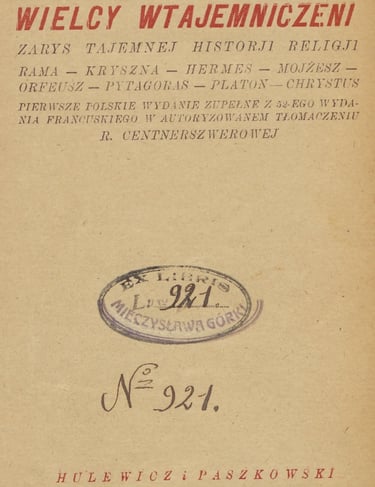 WIELCY WTAJEMNICZENI
ZARYS TAJEMNEJ HISTORJI RELIGJI
RAMA — KRYSZNA — HERMES — MOJŻESZ —
ORFEUSZ — PYTAGORAS — PLATON — CHRYSTUS
PIERWSZE POLSKIE WYDANIE ZUPEŁNE Z 52-EGO WYDA-
NIA FRANCUSKIEGO W AUTORYZOWANEM TŁOMACZENIU
R. CENTNERSZWEROWEJ
EX LIBRIS
921.
MIECZYSŁAWA GÓRKI
No 921.
HULEWICZ i PASZKOWSKI